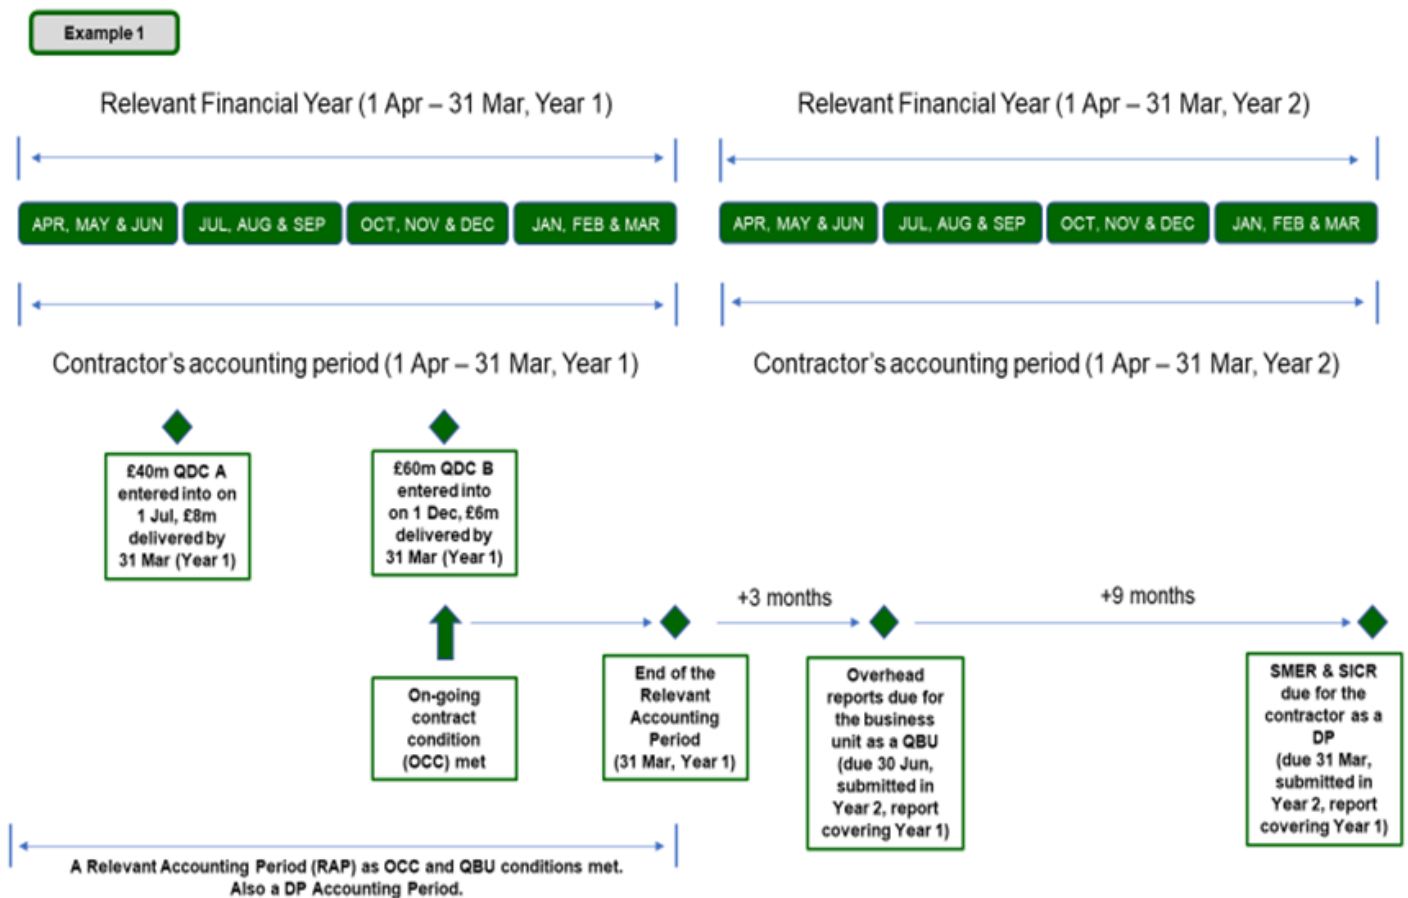 Example 1
Relevant Financial Year (1 Apr – 31 Mar, Year 1)
Relevant Financial Year (1 Apr – 31 Mar, Year 2)
APR, MAY & JUN
JUL, AUG & SEP
OCT, NOV & DEC
JAN, FEB & MAR
APR, MAY & JUN
JUL, AUG & SEP
OCT, NOV & DEC
JAN, FEB & MAR
Contractor's accounting period (1 Apr – 31 Mar, Year 1)
Contractor's accounting period (1 Apr – 31 Mar, Year 2)
£40m QDC A
entered into on
1 Jul, £8m
delivered by
31 Mar (Year 1)
£60m QDC B
entered into
on 1 Dec, £6m
delivered by
31 Mar (Year 1)
+3 months
+9 months
On-going
contract
condition
(OCC) met
End of the
Relevant
Accounting
Period
(31 Mar, Year 1)
Overhead
reports due for
the business
unit as a QBU
(due 30 Jun,
submitted in
Year 2, report
covering Year 1)
SMER & SICR
due for the
contractor as a
DP
(due 31 Mar,
submitted in
Year 2, report
covering Year 1)
A Relevant Accounting Period (RAP) as OCC and QBU conditions met.
Also a DP Accounting Period.